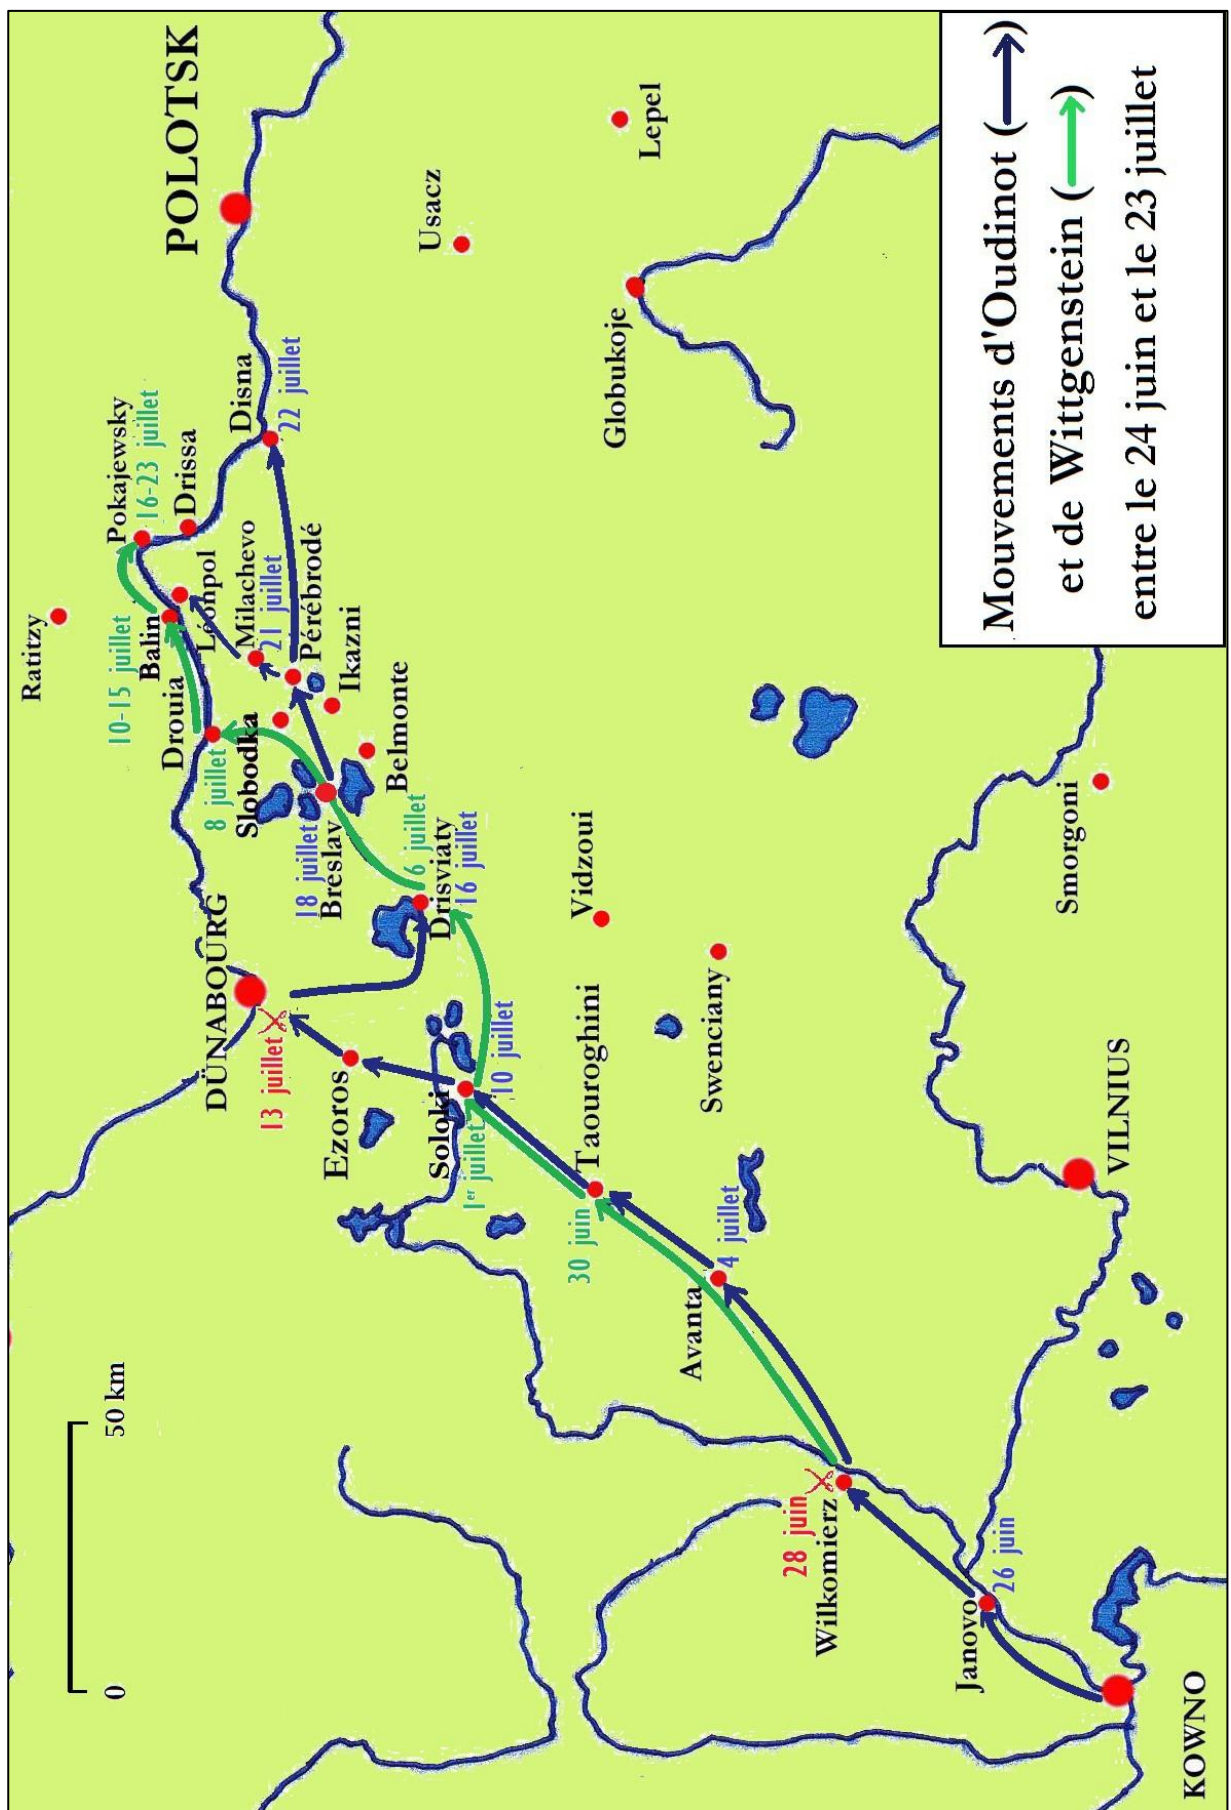 POLOTSK
Lepel
Usacz
Globukoje
Disna
22 juillet
Pokajewsky
16-23 juillet
Drissa
Ratitzy
10-15 juillet
Balin
Léonpol
Milachevo
21 juillet
Pérébrodé
Ikazni
Drouia
8 juillet
Slobodka
Belmonte
18 juillet
Breslav
6 juillet
Drisviaty
16 juillet
Vidzoui
Smorgoni
DÜNABOURG
13 juillet
Ezoros
Soloki
1er juillet
10 juillet
Taouroghini
30 juin
Swenciany
VILNIUS
Avanta
4 juillet
0
50 km
28 juin
Wilkomierz
Janovo
26 juin
KOWNO
Mouvements d'Oudinot (→)
et de Wittgenstein (→)
entre le 24 juin et le 23 juillet